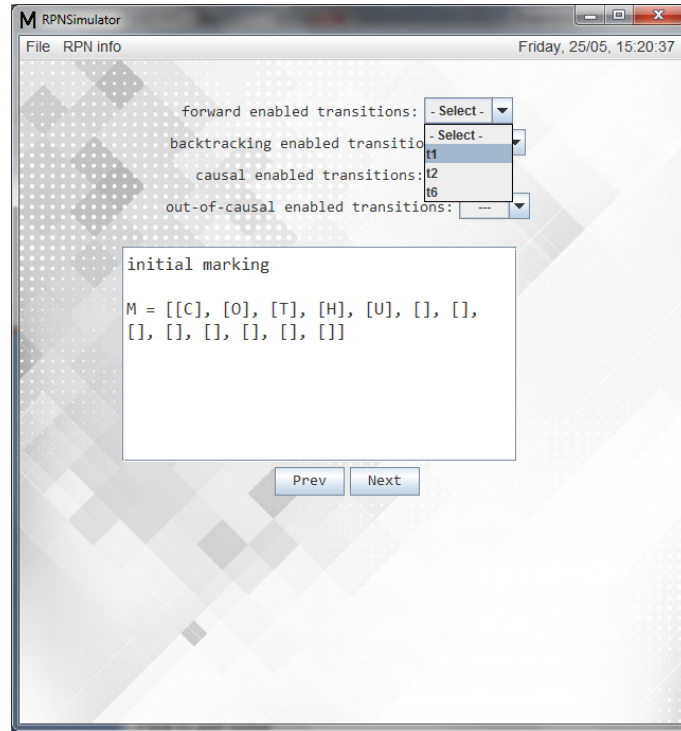 M RPNSimulator
File RPN info Friday, 25/05, 15:20:37
forward enabled transitions: - Select -
- Select -
backtracking enabled transitio
t1
causal enabled transitions: t2
t6
out-of-causal enabled transitions: ---
initial marking
M = [[C], [O], [T], [H], [U], [], [],
[], [], [], [], [], []]
Prev Next